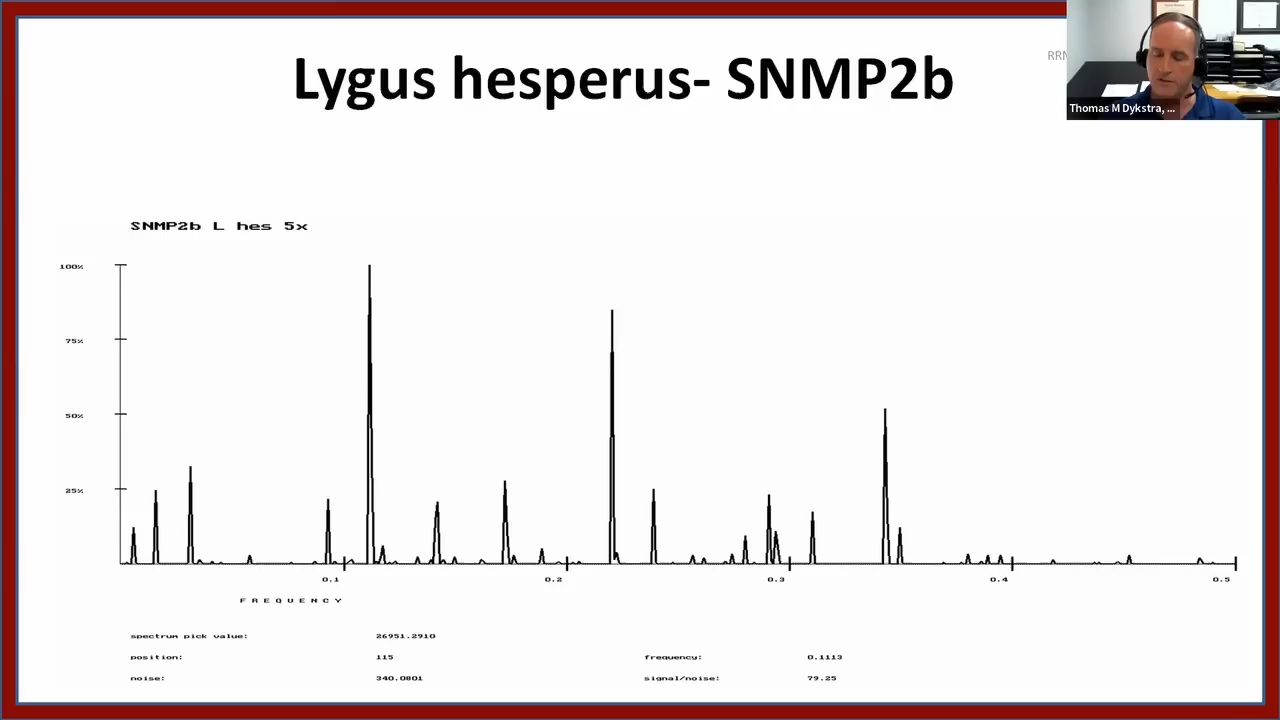 Lygus hesperus- SNMP2b
RRN
Thomas M Dykstra, ...
SNMP2b L hes 5x
100%
75%
50%
25%
0.1 0.2 0.3 0.4 0.5
FREQUENCY
spectrum pick value: 26951.2910
position: 115 frequency: 0.1113
noise: 340.0801 signal/noise: 79.25